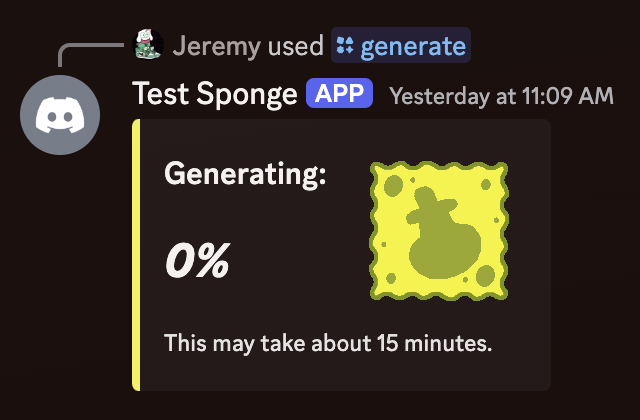 Jeremy used generate
Test Sponge APP Yesterday at 11:09 AM
Generating:
0%
This may take about 15 minutes.